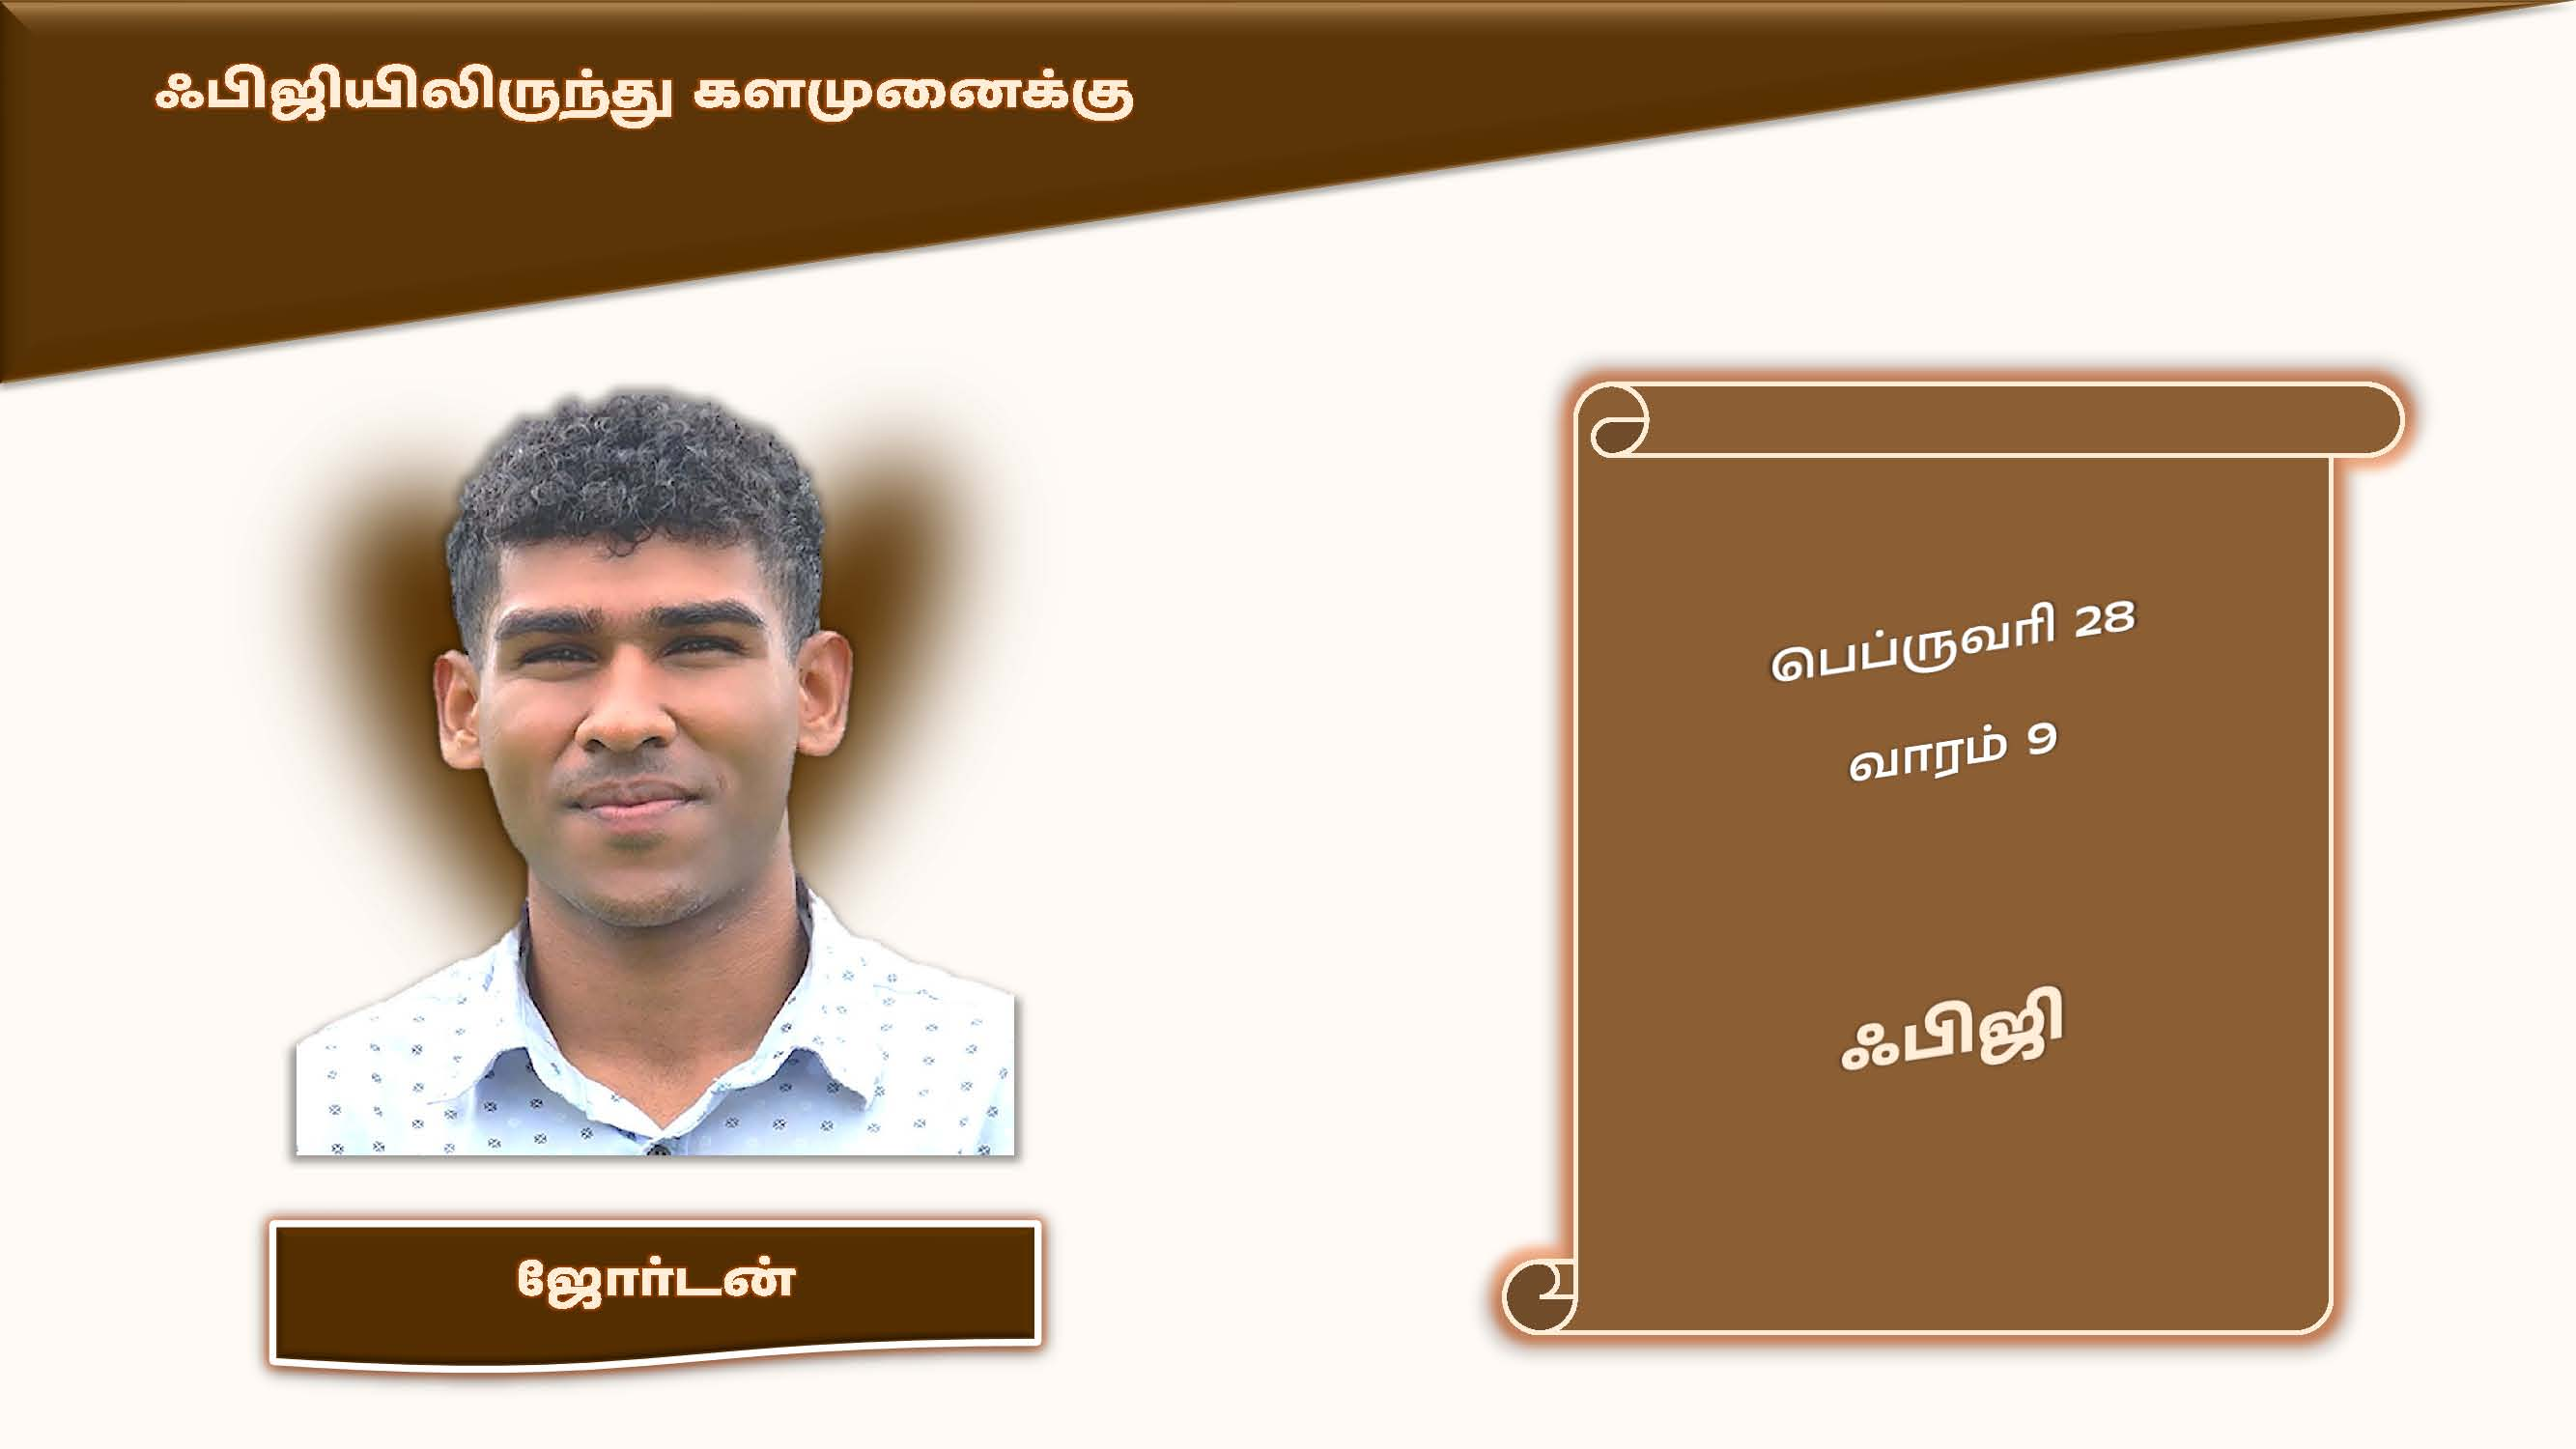 ஃபிஜியிலிருந்து களமுனைக்கு
பெப்ருவரி 28
வாரம் 9
ஃபிஜி
ஜோர்டன்